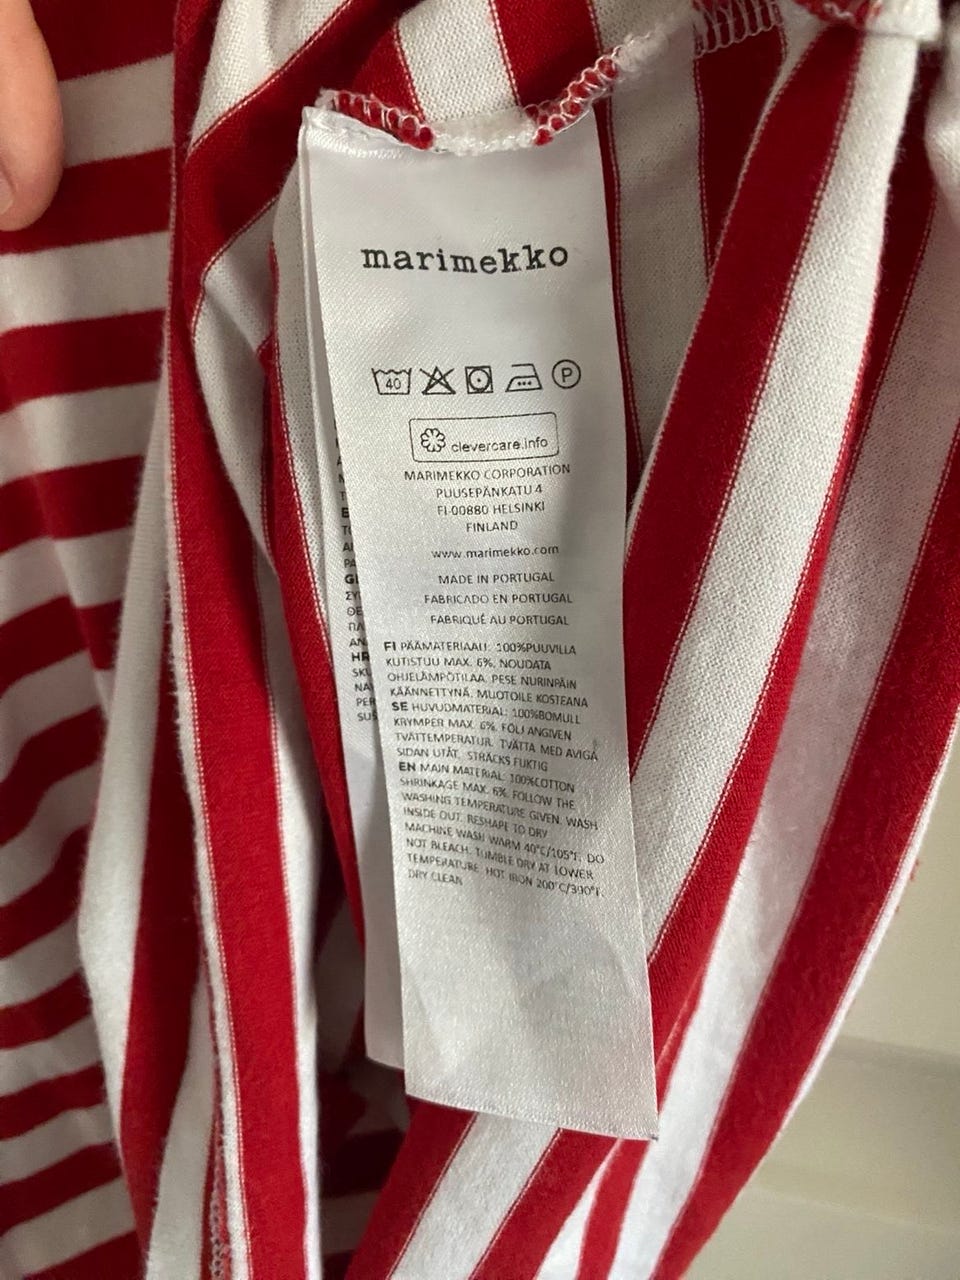 marimekko
40 P
clevercare.info
MARIMEKKO CORPORATION
PUUSEPÄNKATU 4
FI-00880 HELSINKI
FINLAND
www.marimekko.com
MADE IN PORTUGAL
FABRICADO EN PORTUGAL
FABRIQUÉ AU PORTUGAL
FI PÄÄMATERIAALI: 100%PUUVILLA
KUTISTUU MAX. 6%. NOUDATA
OHJELÄMPÖTILAA. PESE NURINPÄIN
KÄÄNNETTYNÄ. MUOTOILE KOSTEANA
SE HUVUDMATERIAL: 100%BOMULL
KRYMPER MAX. 6%. FÖLJ ANGIVEN
TVÄTTEMPERATUR. TVÄTTA MED AVIGA
SIDAN UTÅT. STRÄCKS FUKTIG
EN MAIN MATERIAL: 100%COTTON
SHRINKAGE MAX. 6%. FOLLOW THE
WASHING TEMPERATURE GIVEN. WASH
INSIDE OUT. RESHAPE TO DRY
MACHINE WASH WARM 40°C/105°F. DO
NOT BLEACH. TUMBLE DRY AT LOWER
TEMPERATURE. HOT IRON 200°C/390°F.
DRY CLEAN